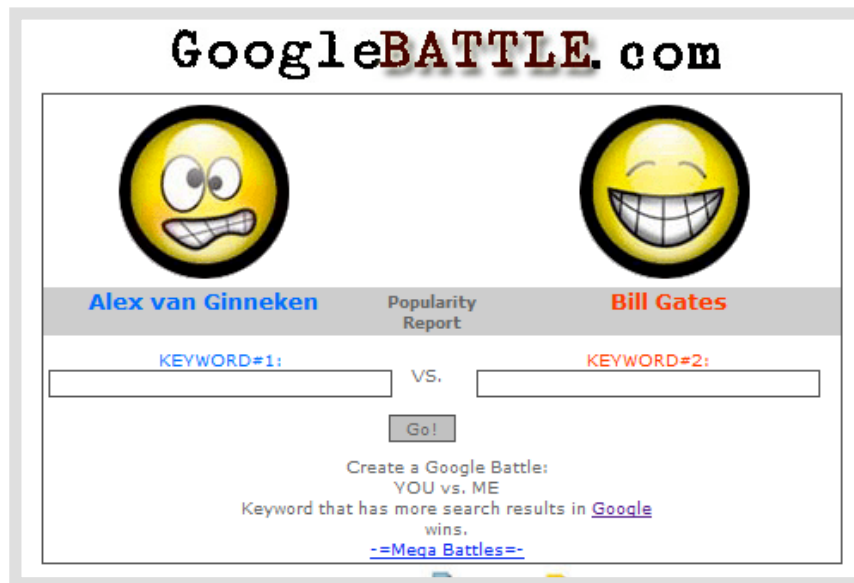 GoogleBATTLE.com
Alex van Ginneken
Popularity
Report
Bill Gates
KEYWORD#1:
VS.
KEYWORD#2:
Go!
Create a Google Battle:
YOU vs. ME
Keyword that has more search results in Google
wins.
-=Mega Battles=-